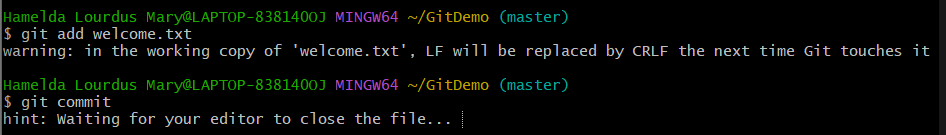 Hamelda Lourdus Mary@LAPTOP-838140OJ MINGW64 ~/GitDemo (master)
$ git add welcome.txt
warning: in the working copy of 'welcome.txt', LF will be replaced by CRLF the next time Git touches it
Hamelda Lourdus Mary@LAPTOP-838140OJ MINGW64 ~/GitDemo (master)
$ git commit
hint: Waiting for your editor to close the file...